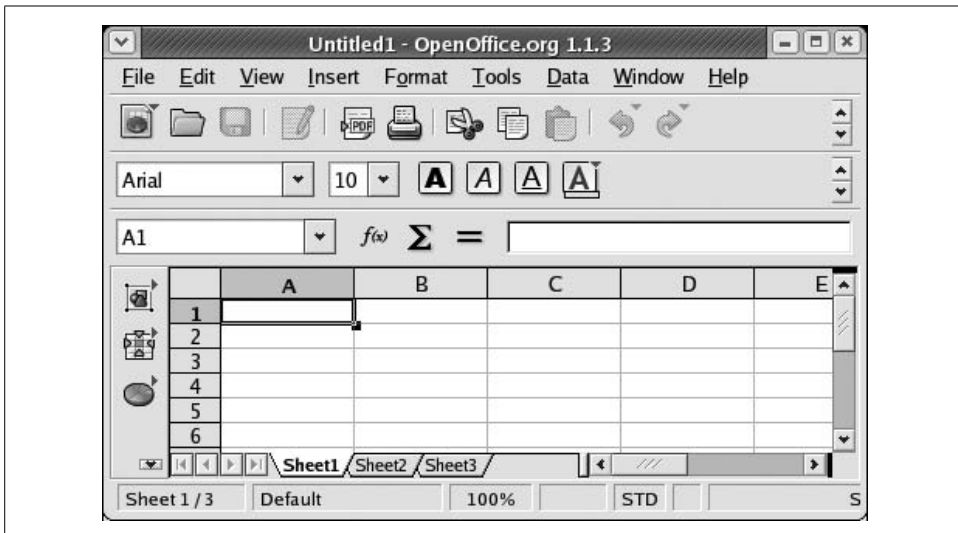 Untitled1 - OpenOffice.org 1.1.3
File Edit View Insert Format Tools Data Window Help
PDF
Arial 10 A A A A
A1 f(x) Σ =
A B C D E
1
2
3
4
5
6
Sheet1 Sheet2 Sheet3
Sheet 1 / 3 Default 100% STD S